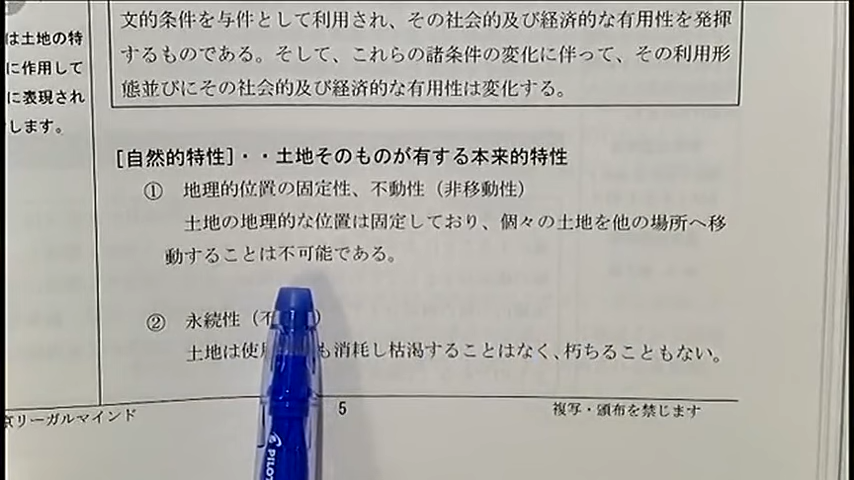 は土地の特
に作用して
に表現され
します。
文的条件を与件として利用され、その社会的及び経済的な有用性を発揮
するものである。そして、これらの諸条件の変化に伴って、その利用形
態並びにその社会的及び経済的な有用性は変化する。
[自然的特性]・・土地そのものが有する本来的特性
① 地理的位置の固定性、不動性（非移動性）
土地の地理的な位置は固定しており、個々の土地を他の場所へ移
動することは不可能である。
② 永続性（不
土地は使 も消耗し枯渇することはなく、朽ちることもない。
京リーガルマインド
5
複写・頒布を禁じます
PILOT